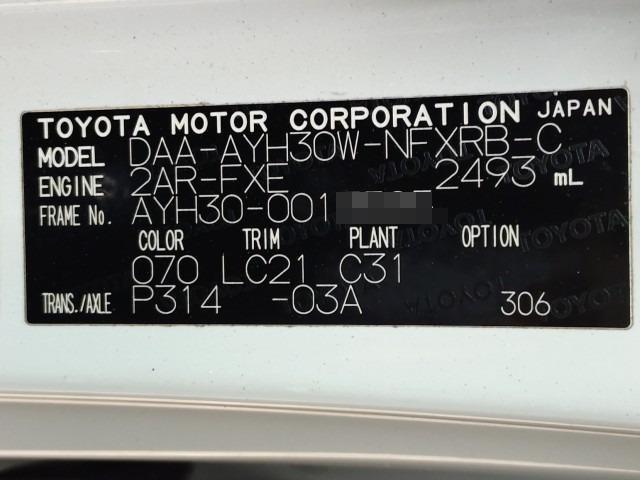 TOYOTA MOTOR CORPORATION JAPAN
MODEL DAA-AYH30W-NFXRB-C
ENGINE 2AR-FXE 2493 mL
FRAME No. AYH30-001
COLOR TRIM PLANT OPTION
070 LC21 C31
TRANS./AXLE P314 -03A 306